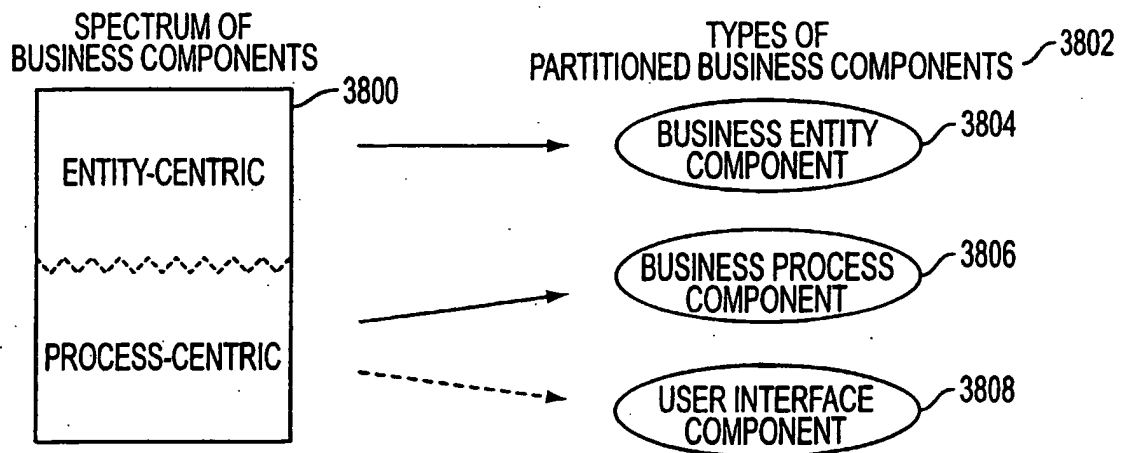 SPECTRUM OF
BUSINESS COMPONENTS
3800
ENTITY-CENTRIC
PROCESS-CENTRIC
TYPES OF
PARTITIONED BUSINESS COMPONENTS
3802
BUSINESS ENTITY
COMPONENT
3804
BUSINESS PROCESS
COMPONENT
3806
USER INTERFACE
COMPONENT
3808